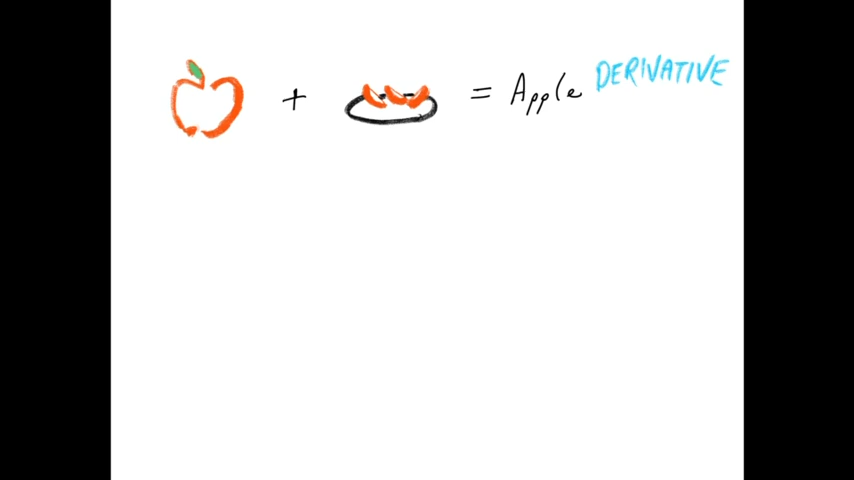 + = Apple DERIVATIVE